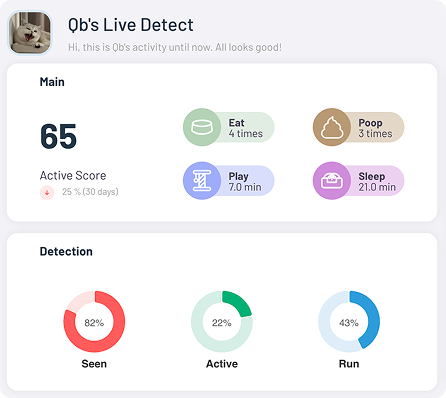 Qb's Live Detect
Hi, this is Qb's activity until now. All looks good!
Main
65
Active Score
25 % (30 days)
Eat
4 times
Poop
3 times
Play
7.0 min
Sleep
21.0 min
Detection
82%
22%
43%
Seen
Active
Run